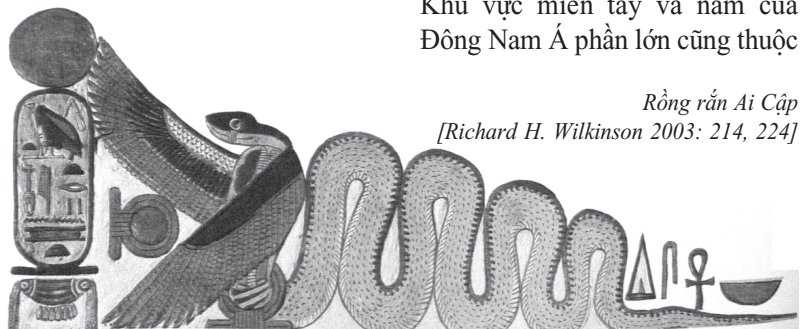 Khu vực miền tây và nam của
Đông Nam Á phần lớn cũng thuộc
Rồng rắn Ai Cập
[Richard H. Wilkinson 2003: 214, 224]